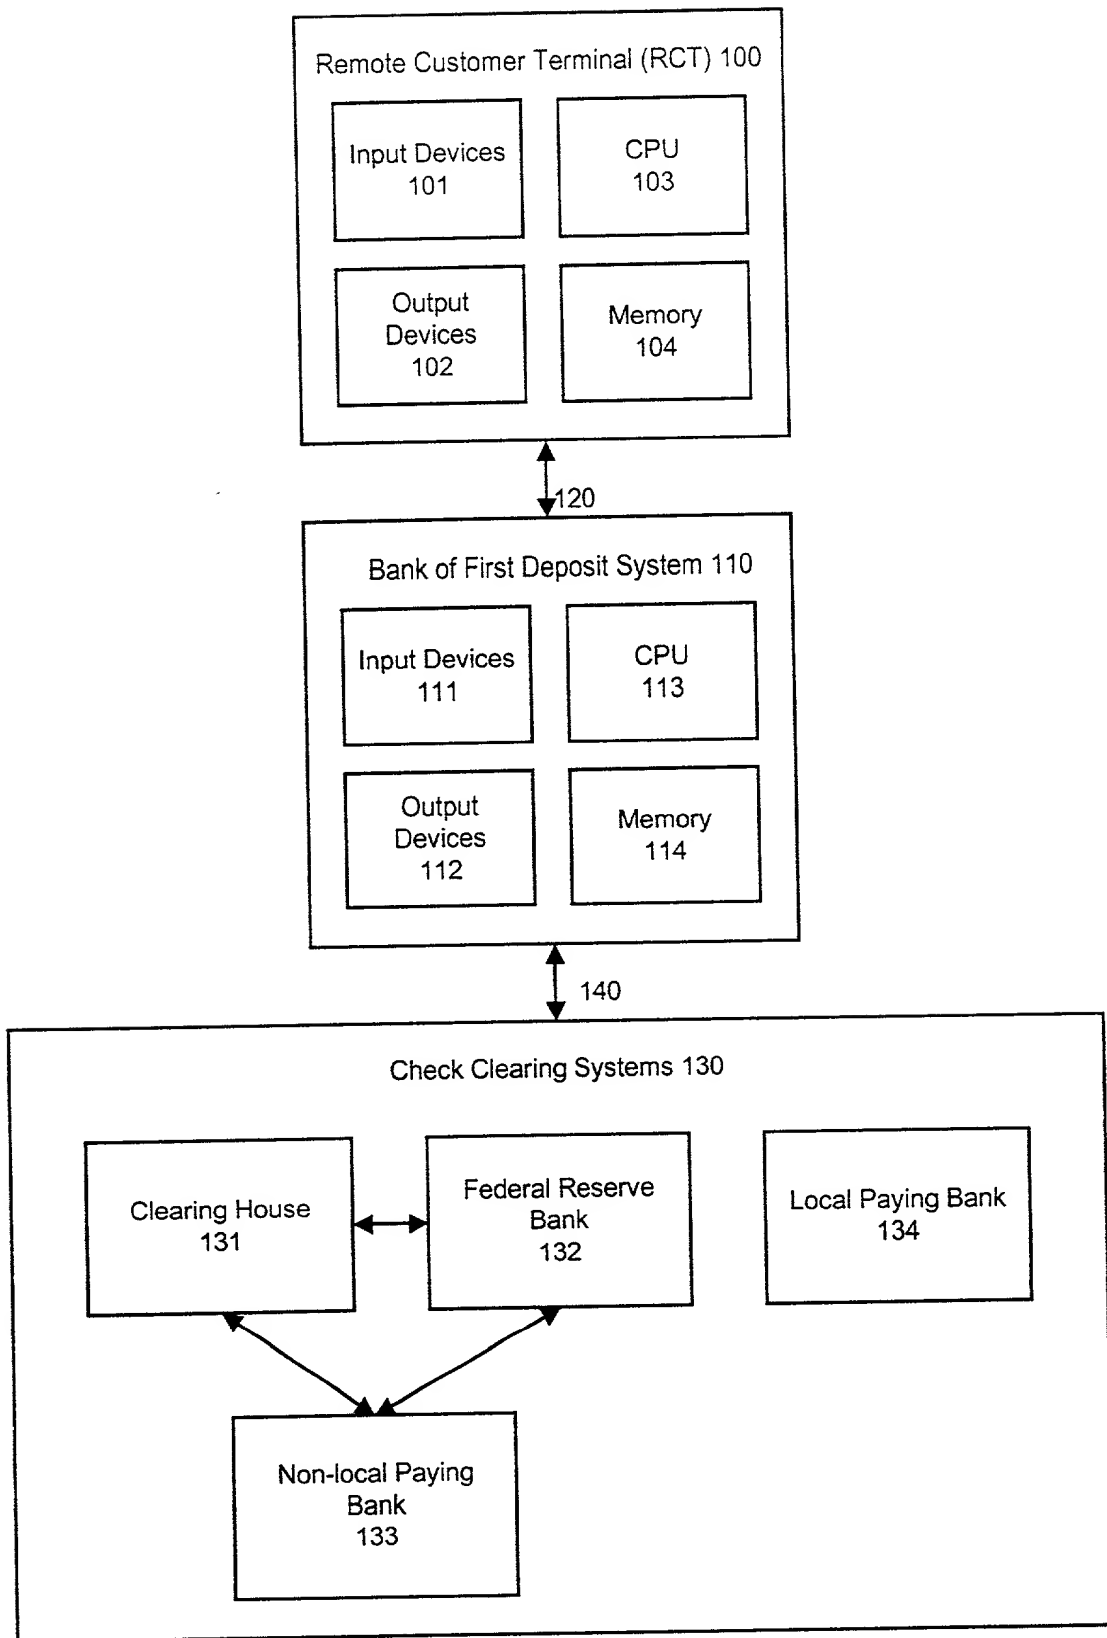 Remote Customer Terminal (RCT) 100
Input Devices
101
CPU
103
Output
Devices
102
Memory
104
120
Bank of First Deposit System 110
Input Devices
111
CPU
113
Output
Devices
112
Memory
114
140
Check Clearing Systems 130
Clearing House
131
Federal Reserve
Bank
132
Local Paying Bank
134
Non-local Paying
Bank
133